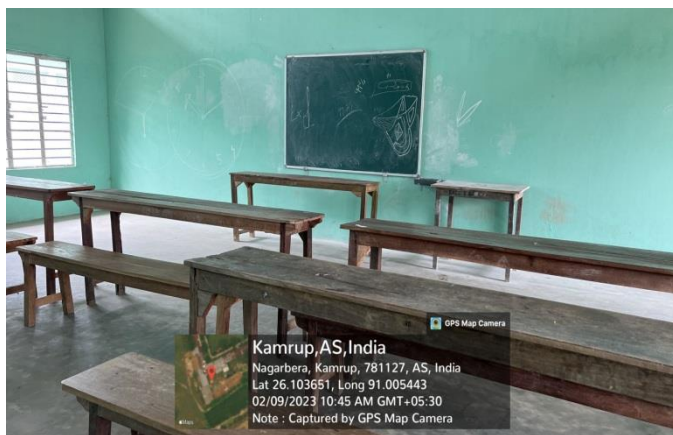 GPS Map Camera
Kamrup,AS,India
Nagarbera, Kamrup, 781127, AS, India
Lat 26.103651, Long 91.005443
02/09/2023 10:45 AM GMT+05:30
Note : Captured by GPS Map Camera